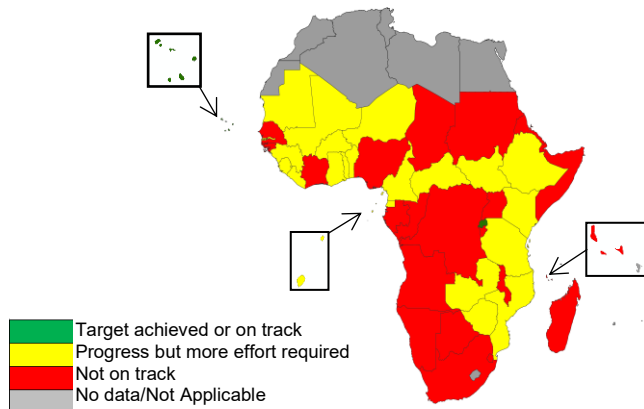 Target achieved or on track
Progress but more effort required
Not on track
No data/Not Applicable